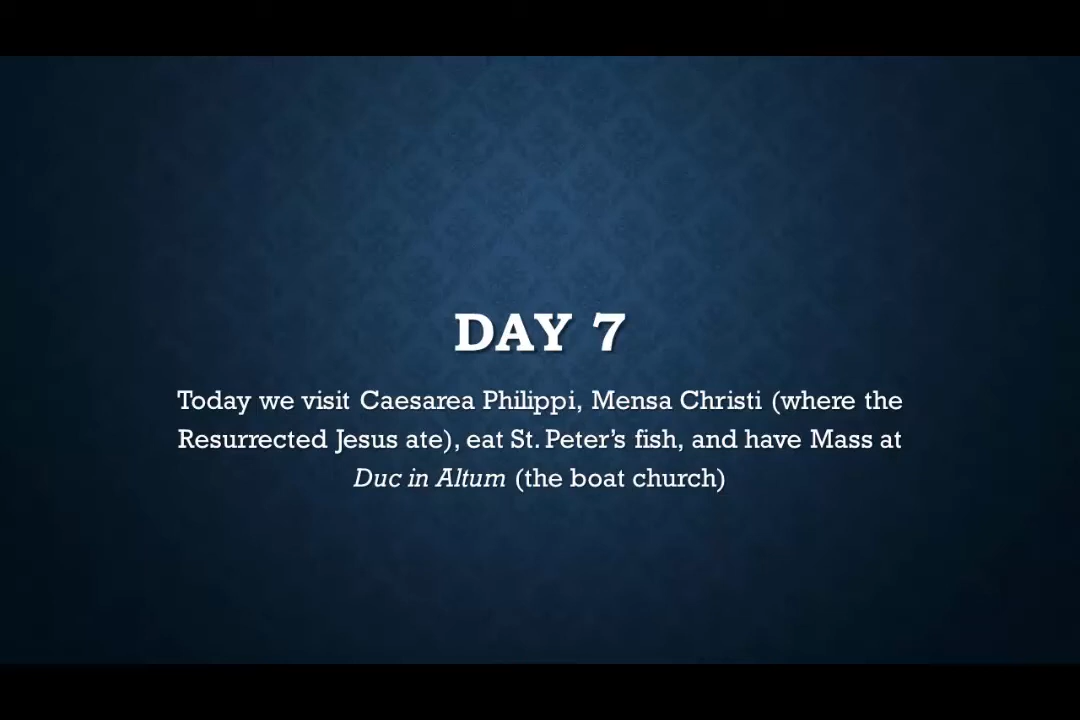 DAY 7
Today we visit Caesarea Philippi, Mensa Christi (where the
Resurrected Jesus ate), eat St. Peter’s fish, and have Mass at
Duc in Altum (the boat church)